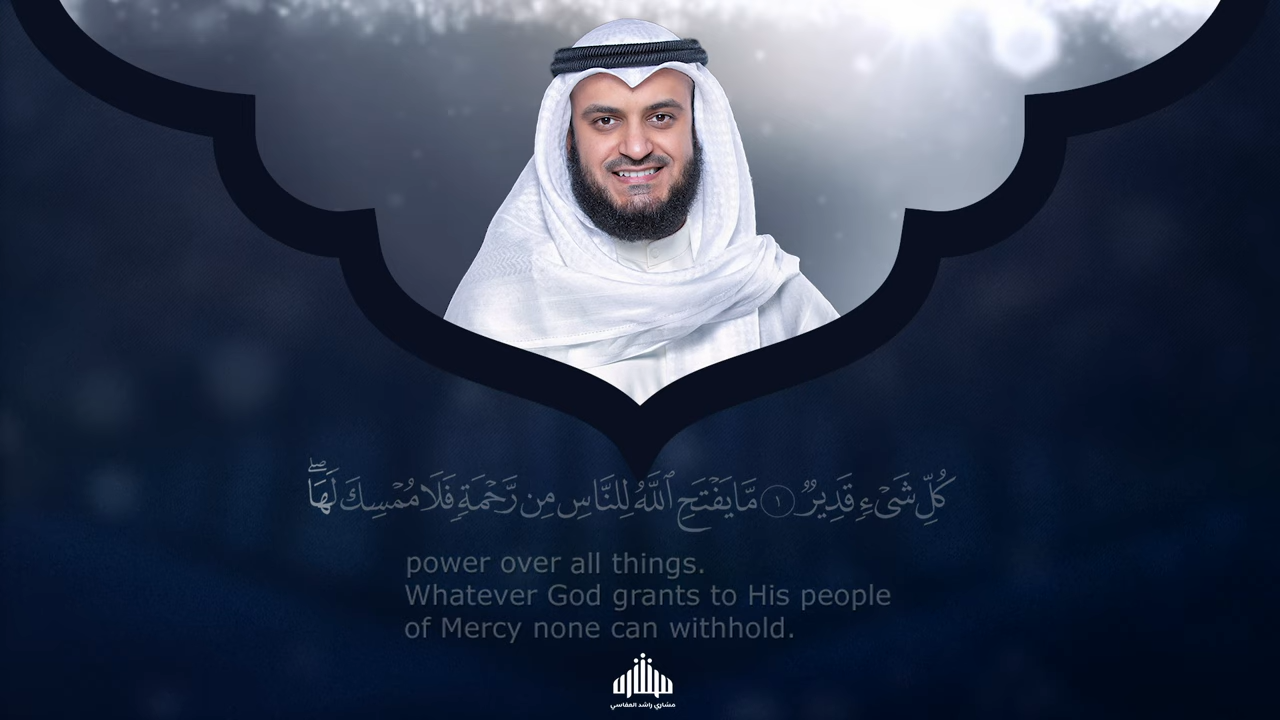 كُلِّ شَىْءٍ قَدِيرٌ ١ مَّا يَفْتَحِ ٱللَّهُ لِلنَّاسِ مِن رَّحْمَةٍ فَلَا مُمْسِكَ لَهَا ۖ
power over all things.
Whatever God grants to His people
of Mercy none can withhold.
مشاري راشد العفاسي